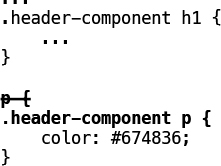 ...
.header-component h1 {
    ...
}

p {
.header-component p {
    color: #674836;
}